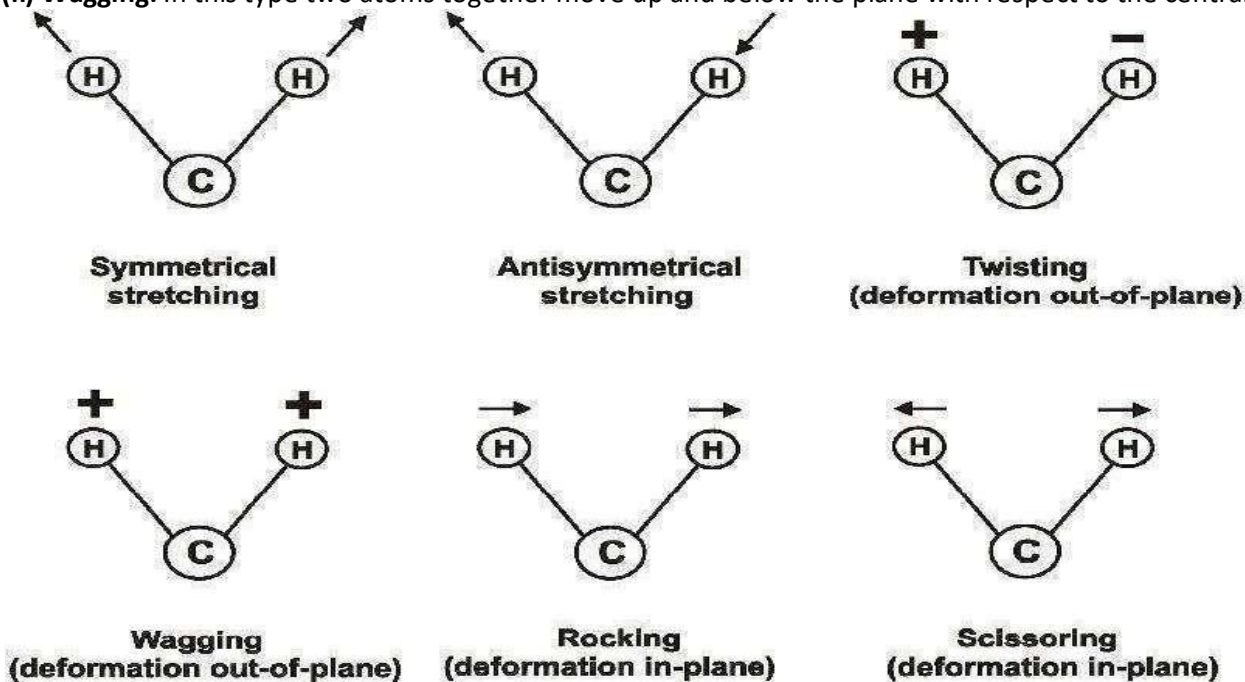 (ii) Wagging: In this type two atoms together move up and below the plane with respect to the central
+ −
H H H H H H
C C C
Symmetrical Antisymmetrical Twisting
stretching stretching (deformation out-of-plane)
+ +
H H H H H H
C C C
Wagging Rocking Scissoring
(deformation out-of-plane) (deformation in-plane) (deformation in-plane)